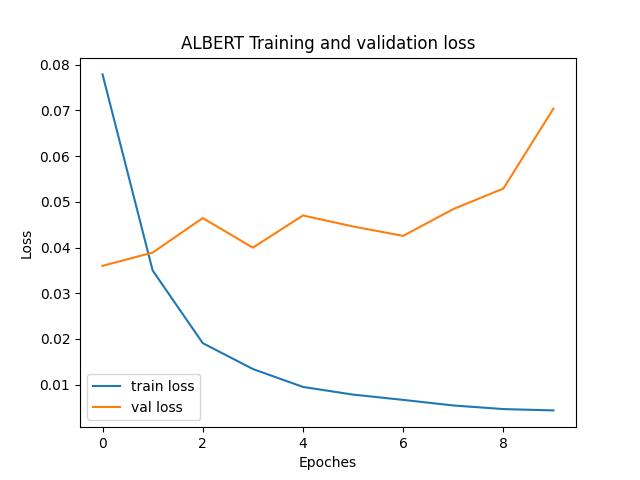 ALBERT Training and validation loss
0.08
0.07
0.06
0.05
0.04
0.03
0.02
0.01
Loss
train loss
val loss
0 2 4 6 8
Epoches